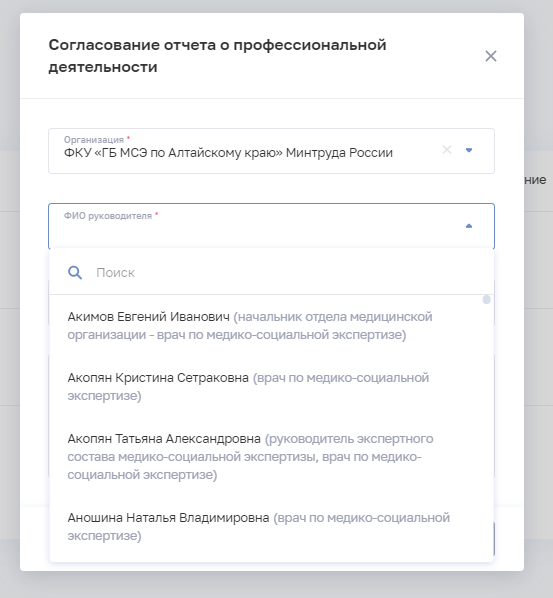 Согласование отчета о профессиональной
деятельности
ние
Организация *
ФКУ «ГБ МСЭ по Алтайскому краю» Минтруда России
ФИО руководителя *
Поиск
Акимов Евгений Иванович (начальник отдела медицинской
организации - врач по медико-социальной экспертизе)
Акопян Кристина Сетраковна (врач по медико-социальной
экспертизе)
Акопян Татьяна Александровна (руководитель экспертного
состава медико-социальной экспертизы, врач по медико-
социальной экспертизе)
Аношина Наталья Владимировна (врач по медико-социальной
экспертизе)